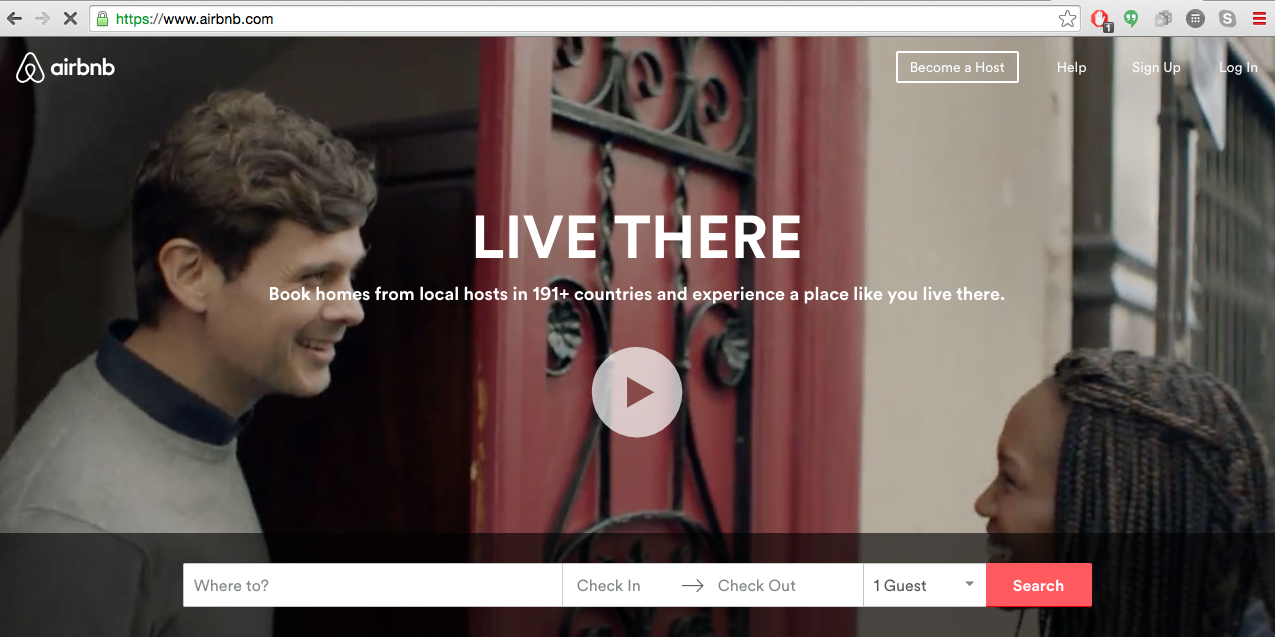 https://www.airbnb.com
1
airbnb
Become a Host
Help
Sign Up
Log In
LIVE THERE
Book homes from local hosts in 191+ countries and experience a place like you live there.
Where to?
Check In → Check Out
1 Guest
Search